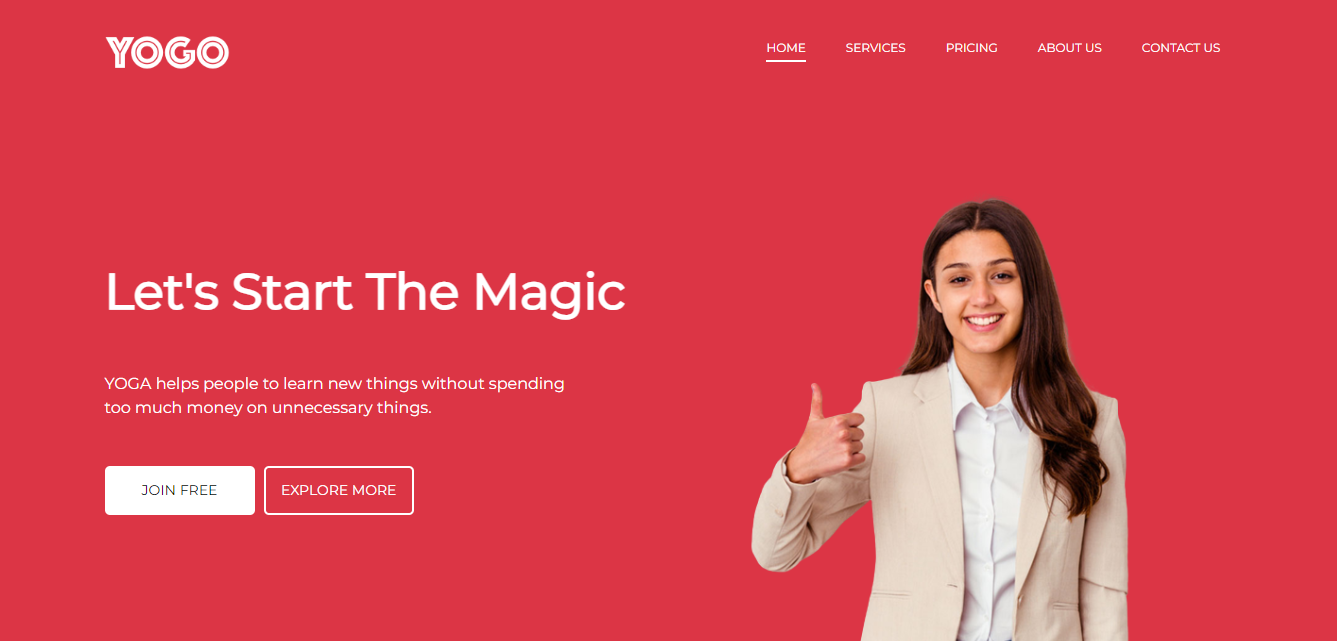 YOGO
HOME SERVICES PRICING ABOUT US CONTACT US
Let's Start The Magic
YOGA helps people to learn new things without spending
too much money on unnecessary things.
JOIN FREE EXPLORE MORE